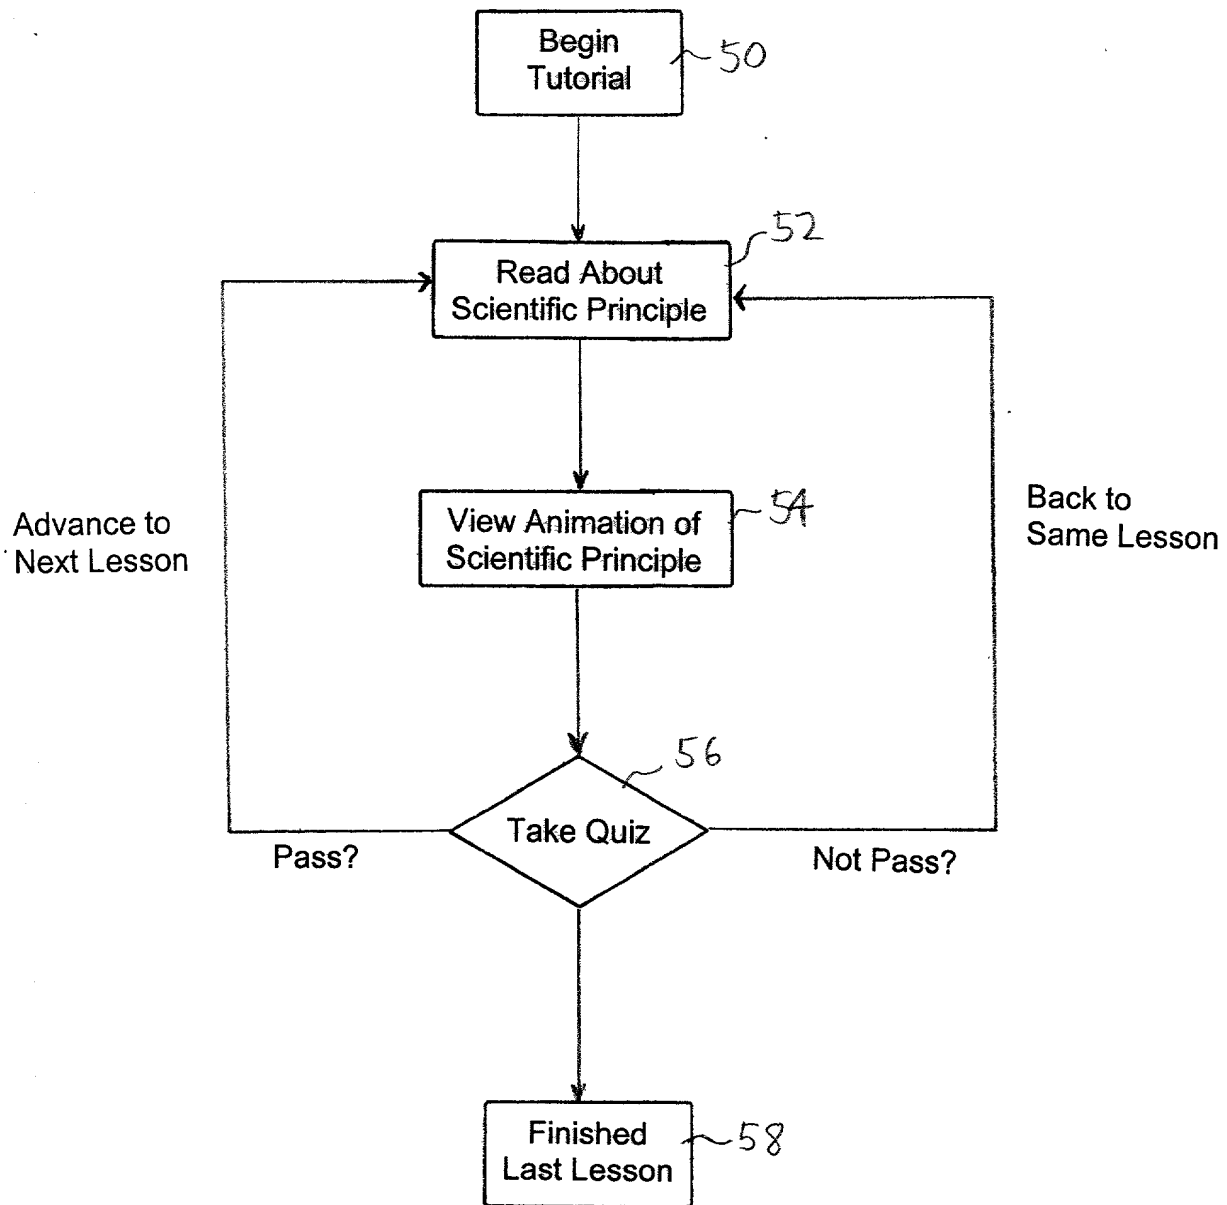 Begin
Tutorial
50
52
Read About
Scientific Principle
54
View Animation of
Scientific Principle
Advance to
Next Lesson
Back to
Same Lesson
56
Take Quiz
Pass?
Not Pass?
Finished
Last Lesson
58